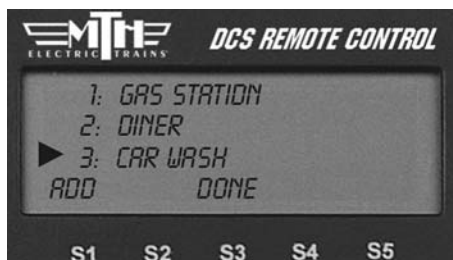 MTH DCS REMOTE CONTROL
ELECTRIC TRAINS
1: GAS STATION
2: DINER
3: CAR WASH
ADD DONE
S1 S2 S3 S4 S5